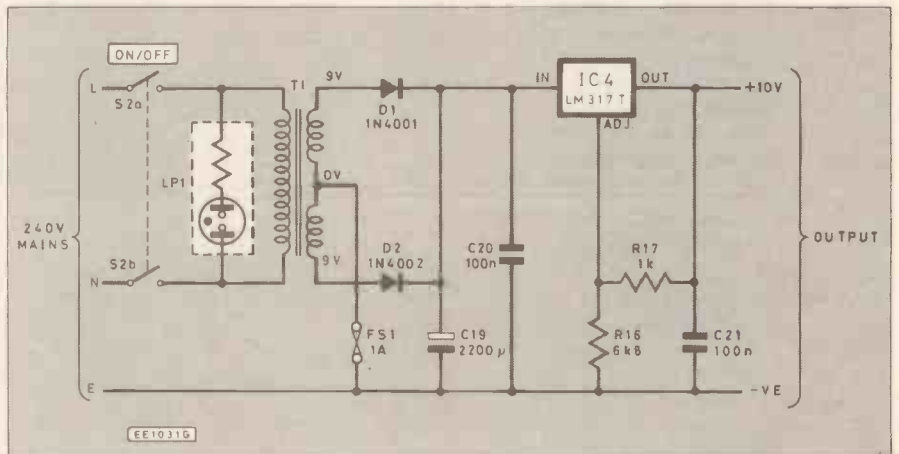 ON/OFF
L
S2a
T1
9V
D1
1N4001
IN
IC4
LM317T
OUT
ADJ.
+10V
LP1
0V
240V
MAINS
R17
1k
OUTPUT
C20
100n
S2b
N
9V
D2
1N4002
FS1
1A
C19
2200µ
R16
6k8
C21
100n
E
-VE
EE1031G